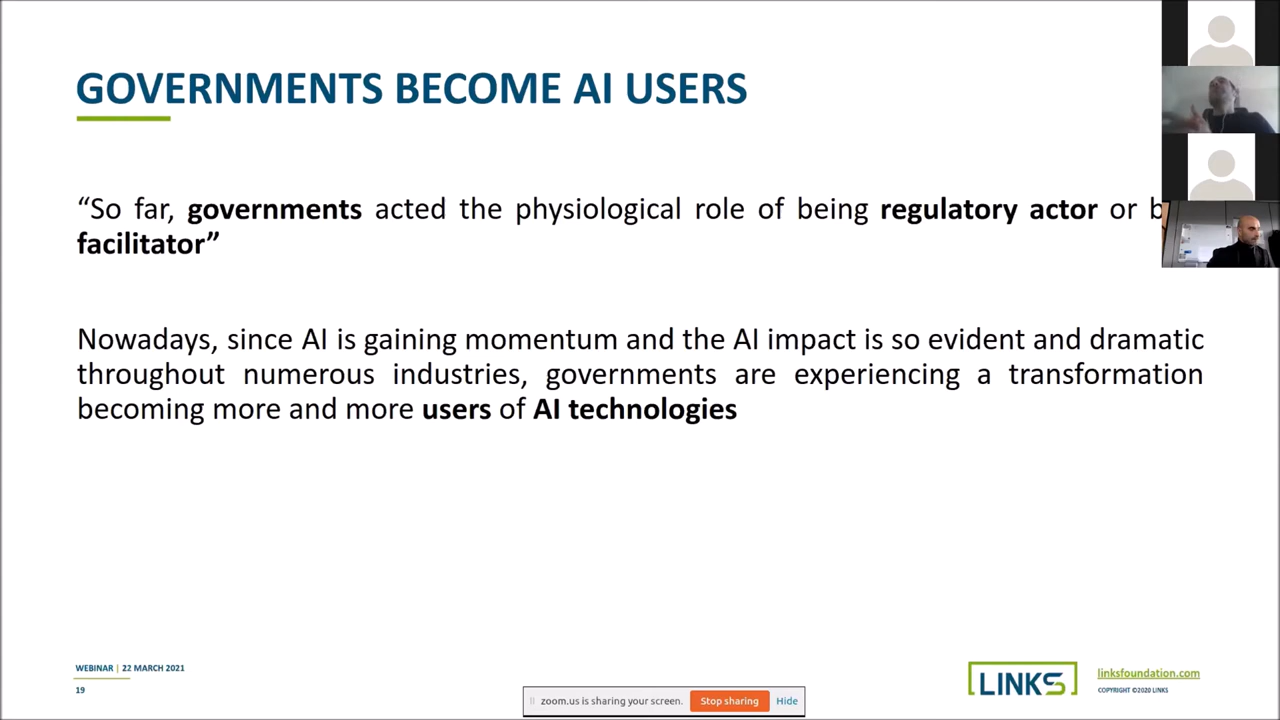 GOVERNMENTS BECOME AI USERS
“So far, governments acted the physiological role of being regulatory actor or
facilitator”
Nowadays, since AI is gaining momentum and the AI impact is so evident and dramatic
throughout numerous industries, governments are experiencing a transformation
becoming more and more users of AI technologies
WEBINAR | 22 MARCH 2021
19
LINKS
linksfoundation.com
COPYRIGHT ©2020 LINKS
zoom.us is sharing your screen. Stop sharing Hide